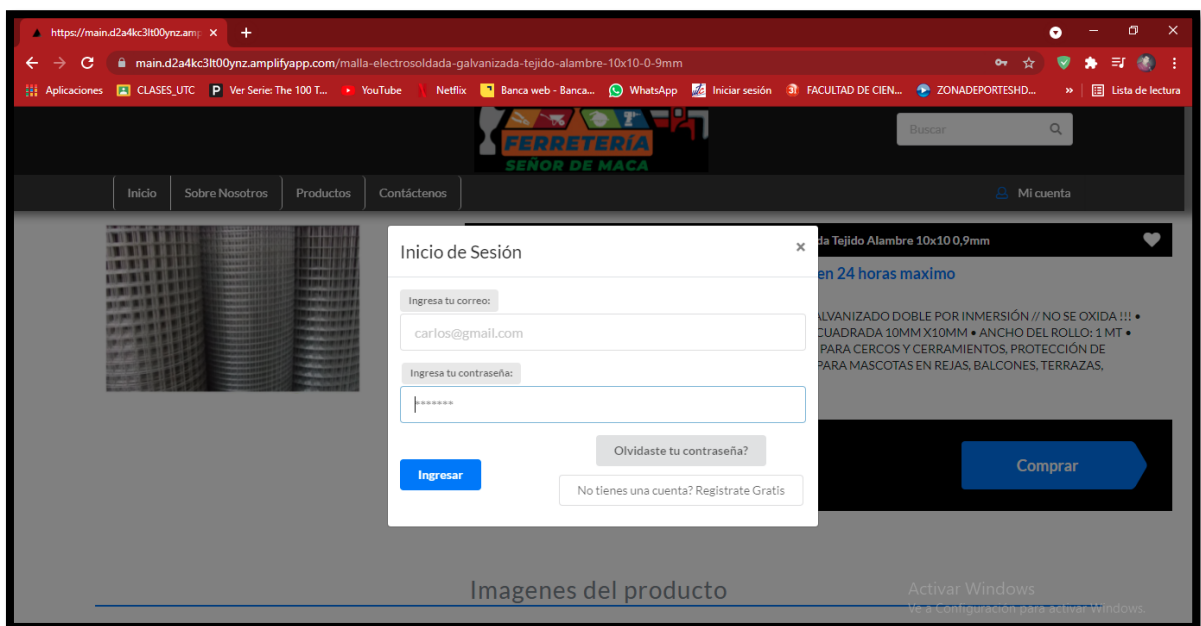 https://main.d2a4kc3lt00ynz.amp
main.d2a4kc3lt00ynz.amplifyapp.com/malla-electrosoldada-galvanizada-tejido-alambre-10x10-0-9mm
Aplicaciones CLASES_UTC Ver Serie: The 100 T... YouTube Netflix Banca web - Banca... WhatsApp Iniciar sesión FACULTAD DE CIEN... ZONADEPORTESHD... » Lista de lectura
FERRETERÍA
SEÑOR DE MACA
Buscar
Inicio Sobre Nosotros Productos Contáctenos Mi cuenta
da Tejido Alambre 10x10 0,9mm
en 24 horas maximo
ALVANIZADO DOBLE POR INMERSIÓN // NO SE OXIDA !!! •
CUADRADA 10MM X10MM • ANCHO DEL ROLLO: 1 MT •
PARA CERCOS Y CERRAMIENTOS, PROTECCIÓN DE
PARA MASCOTAS EN REJAS, BALCONES, TERRAZAS,
Comprar
Inicio de Sesión
×
Ingresa tu correo:
carlos@gmail.com
Ingresa tu contraseña:
*******
Olvidaste tu contraseña?
Ingresar
No tienes una cuenta? Registrate Gratis
Imagenes del producto
Activar Windows
Ve a Configuración para activar Windows.